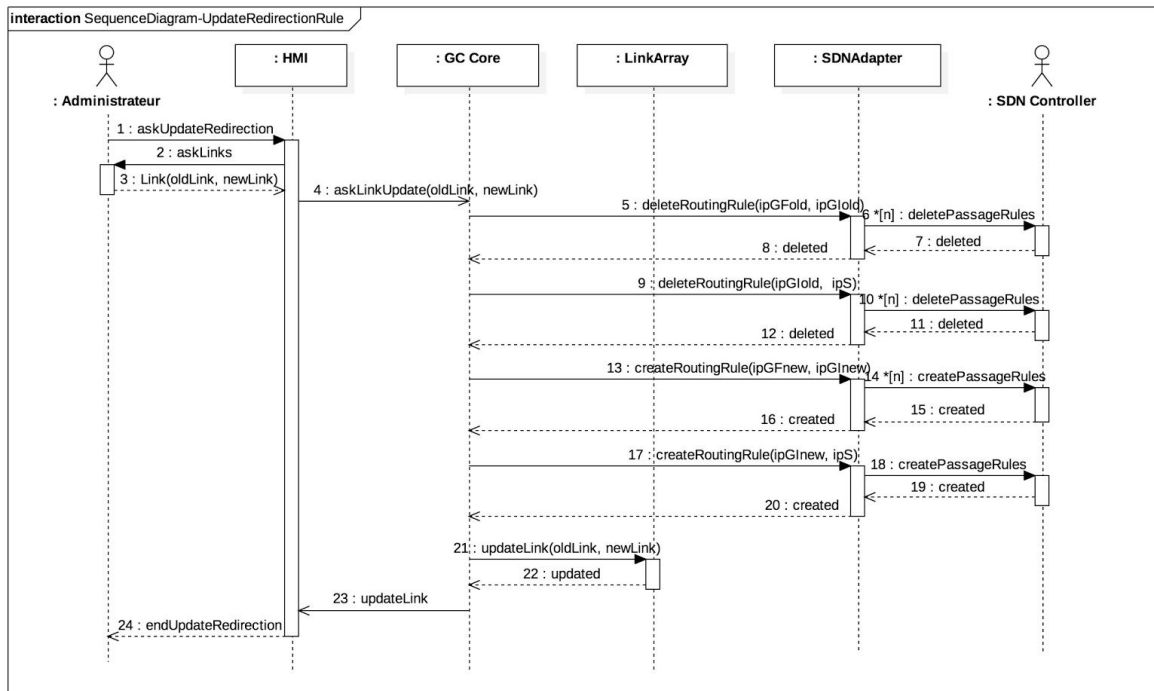 interaction SequenceDiagram-UpdateRedirectionRule
: HMI
: GC Core
: LinkArray
: SDNAdapter
: Administrateur
: SDN Controller
1 : askUpdateRedirection
2 : askLinks
3 : Link(oldLink, newLink)
4 : askLinkUpdate(oldLink, newLink)
5 : deleteRoutingRule(ipGFold, ipGIold)
6 *[n] : deletePassageRules
7 : deleted
8 : deleted
9 : deleteRoutingRule(ipGIold, ipS)
10 *[n] : deletePassageRules
11 : deleted
12 : deleted
13 : createRoutingRule(ipGFnew, ipGInew)
14 *[n] : createPassageRules
15 : created
16 : created
17 : createRoutingRule(ipGInew, ipS)
18 : createPassageRules
19 : created
20 : created
21 : updateLink(oldLink, newLink)
22 : updated
23 : updateLink
24 : endUpdateRedirection